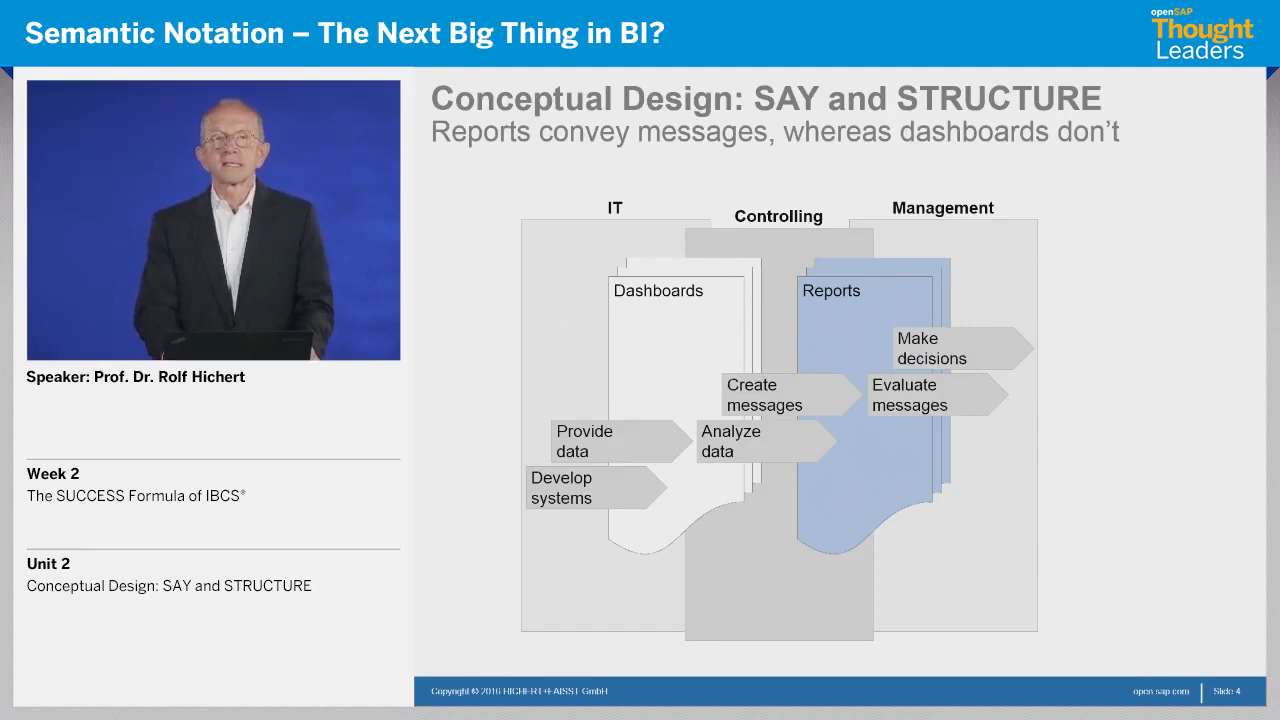 Semantic Notation – The Next Big Thing in BI?
openSAP
Thought
Leaders
Speaker: Prof. Dr. Rolf Hichert
Week 2
The SUCCESS Formula of IBCS®
Unit 2
Conceptual Design: SAY and STRUCTURE
Conceptual Design: SAY and STRUCTURE
Reports convey messages, whereas dashboards don't
IT
Controlling
Management
Dashboards
Reports
Make
decisions
Create
messages
Evaluate
messages
Provide
data
Analyze
data
Develop
systems
Copyright © 2016 HICHERT+FAISST GmbH
open.sap.com
Slide 4